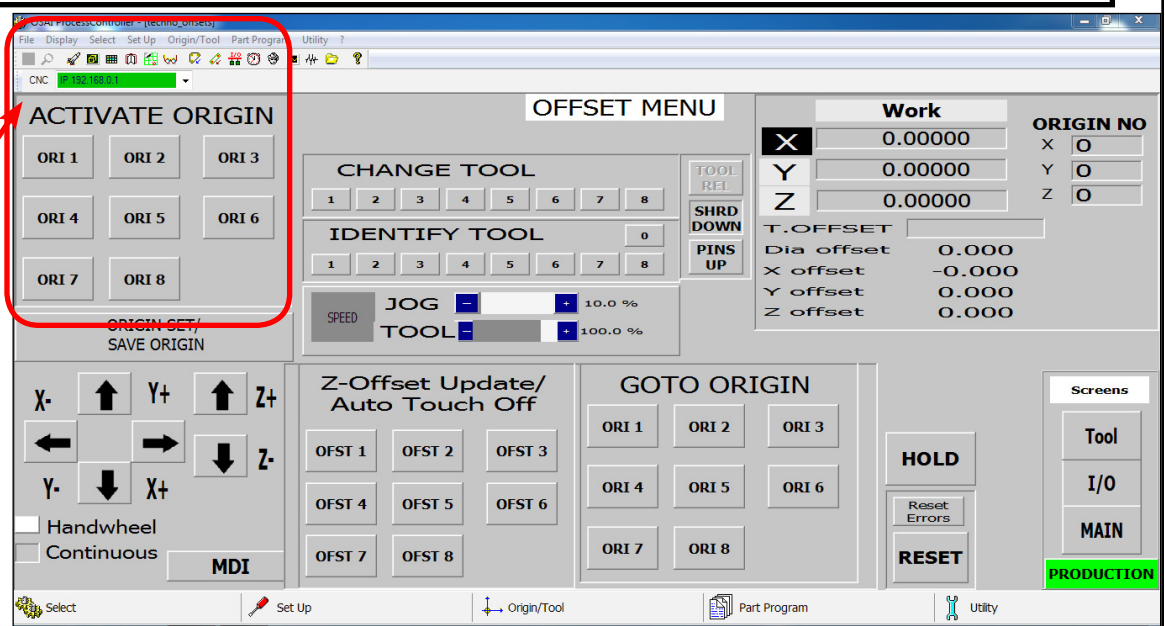 OSAI ProcessController - [techno_offsets]
File Display Select Set Up Origin/Tool Part Program Utility ?
CNC IP.192.168.0.1
ACTIVATE ORIGIN
ORI 1 ORI 2 ORI 3
ORI 4 ORI 5 ORI 6
ORI 7 ORI 8
ORIGIN SET/
SAVE ORIGIN
OFFSET MENU
CHANGE TOOL
1 2 3 4 5 6 7 8
IDENTIFY TOOL 0
1 2 3 4 5 6 7 8
TOOL
REL
SHRD
DOWN
PINS
UP
SPEED
JOG - + 10.0 %
TOOL - + 100.0 %
Work
X 0.00000
Y 0.00000
Z 0.00000
ORIGIN NO
X 0
Y 0
Z 0
T.OFFSET
Dia offset 0.000
X offset -0.000
Y offset 0.000
Z offset 0.000
X- Y+ Z+
Z-
Y- X+
Handwheel
Continuous
MDI
Z-Offset Update/
Auto Touch Off
OFST 1 OFST 2 OFST 3
OFST 4 OFST 5 OFST 6
OFST 7 OFST 8
GOTO ORIGIN
ORI 1 ORI 2 ORI 3
ORI 4 ORI 5 ORI 6
ORI 7 ORI 8
HOLD
Reset
Errors
RESET
Screens
Tool
I/O
MAIN
PRODUCTION
Select Set Up Origin/Tool Part Program Utility